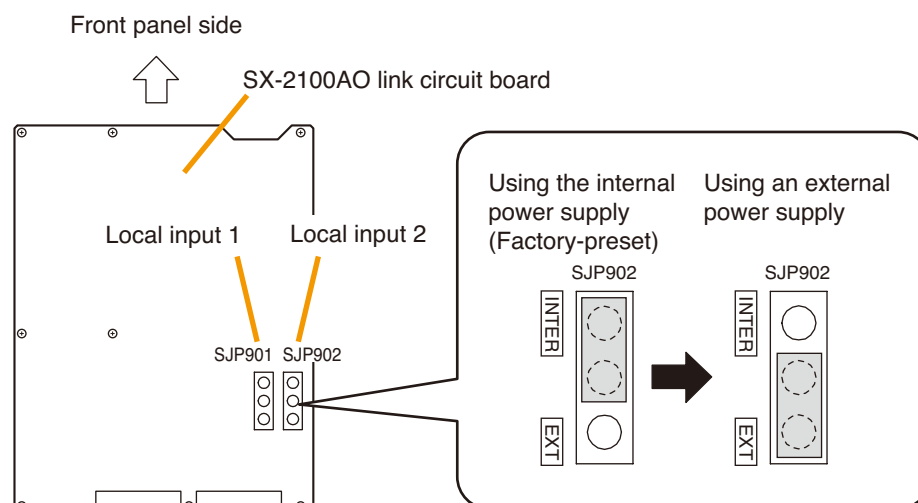 Front panel side
SX-2100AO link circuit board
Local input 1
Local input 2
SJP901
SJP902
Using the internal
power supply
(Factory-preset)
SJP902
INTER
EXT
Using an external
power supply
SJP902
INTER
EXT